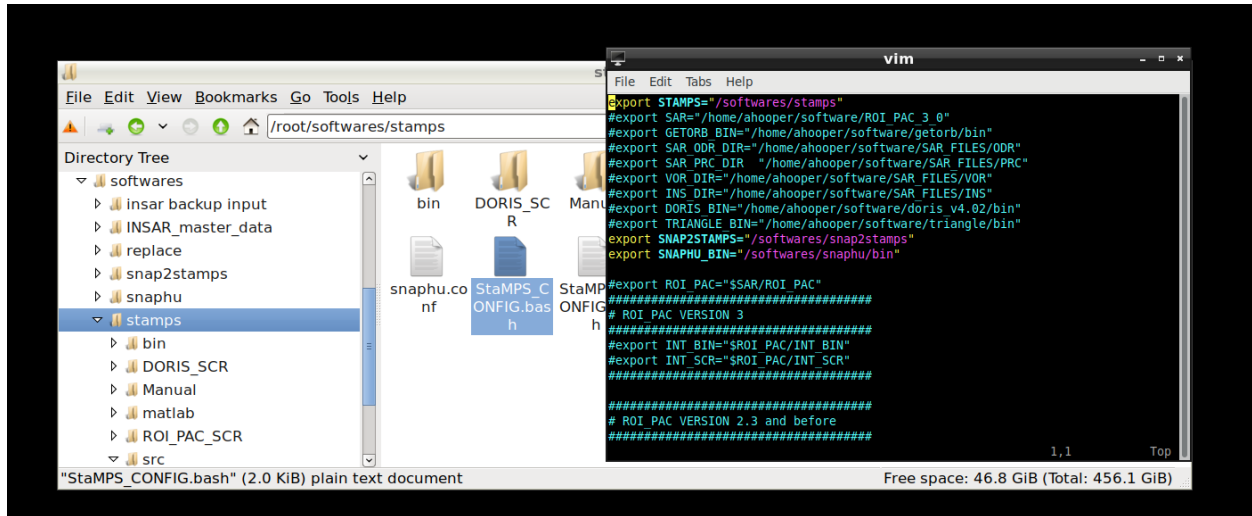 st
File Edit View Bookmarks Go Tools Help
/root/softwares/stamps
Directory Tree
softwares
insar backup input
INSAR_master_data
replace
snap2stamps
snaphu
stamps
bin
DORIS_SCR
Manual
matlab
ROI_PAC_SCR
src
bin
DORIS_SC
R
Manu
snaphu.co
nf
StaMPS_C
ONFIG.bas
h
StaMP
ONFIG
h
"StaMPS_CONFIG.bash" (2.0 KiB) plain text document
Free space: 46.8 GiB (Total: 456.1 GiB)
vim
File Edit Tabs Help
export STAMPS="/softwares/stamps"
#export SAR="/home/ahooper/software/ROI_PAC_3_0"
#export GETORB_BIN="/home/ahooper/software/getorb/bin"
#export SAR_ODR_DIR="/home/ahooper/software/SAR_FILES/ODR"
#export SAR_PRC_DIR  "/home/ahooper/software/SAR_FILES/PRC"
#export VOR_DIR="/home/ahooper/software/SAR_FILES/VOR"
#export INS_DIR="/home/ahooper/software/SAR_FILES/INS"
#export DORIS_BIN="/home/ahooper/software/doris_v4.02/bin"
#export TRIANGLE_BIN="/home/ahooper/software/triangle/bin"
export SNAP2STAMPS="/softwares/snap2stamps"
export SNAPHU_BIN="/softwares/snaphu/bin"
#export ROI_PAC="$SAR/ROI_PAC"
#####################################
# ROI_PAC VERSION 3
#####################################
#export INT_BIN="$ROI_PAC/INT_BIN"
#export INT_SCR="$ROI_PAC/INT_SCR"
#####################################
#####################################
# ROI_PAC VERSION 2.3 and before
#####################################
1,1 Top